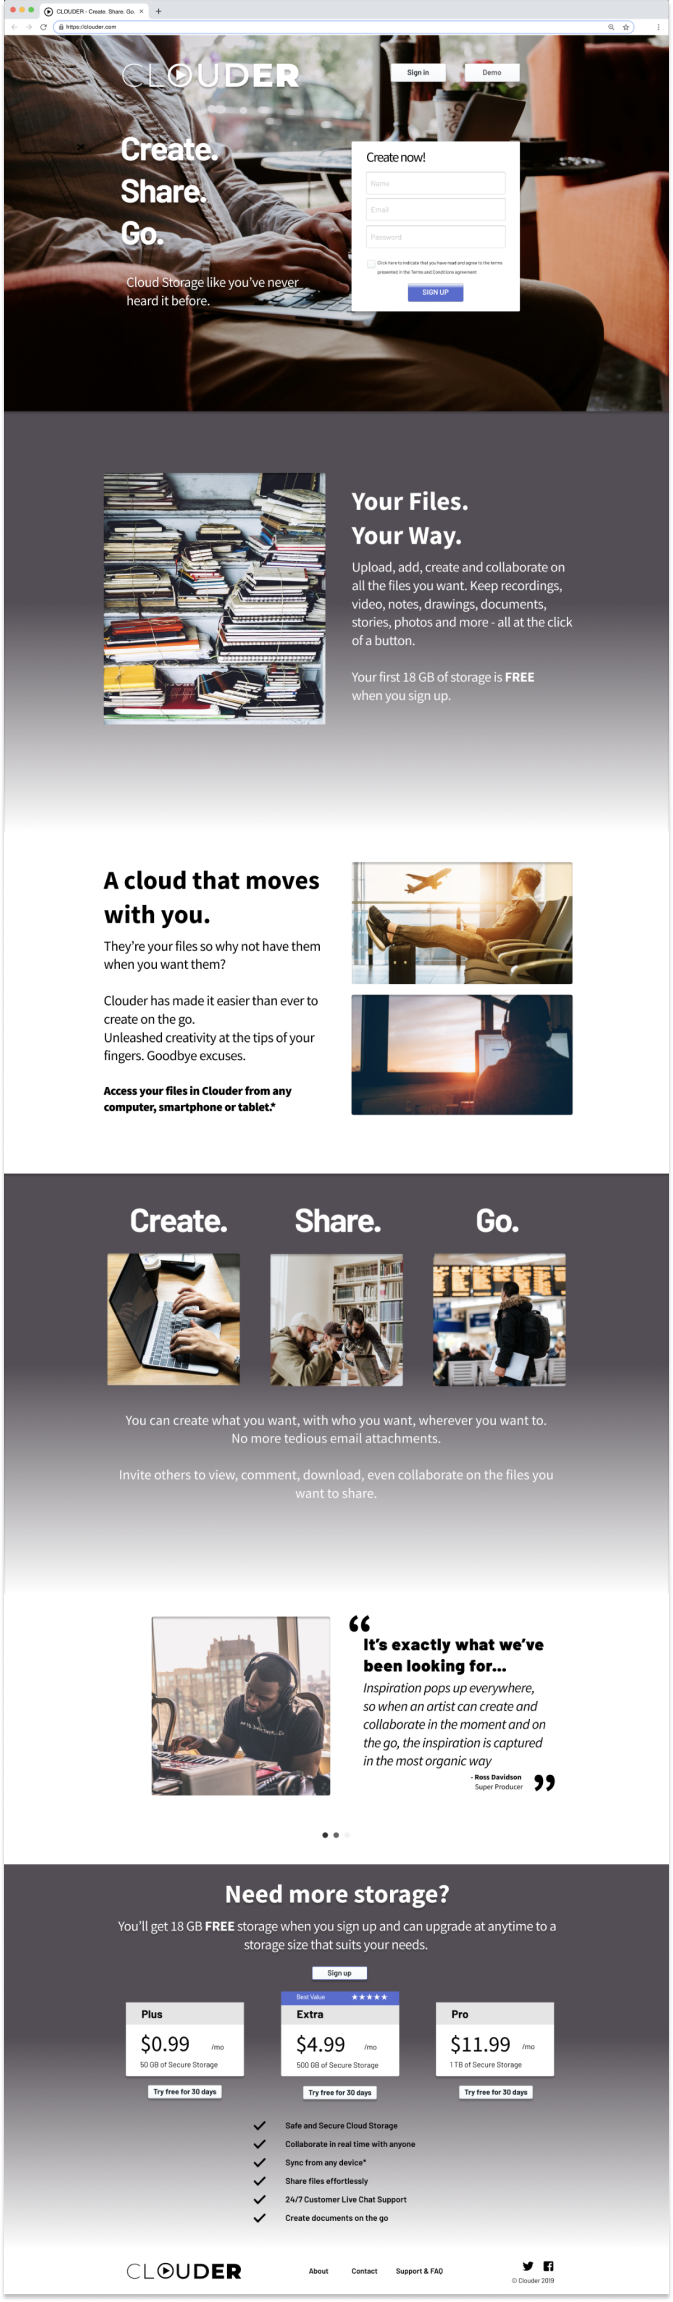 CLOUDER - Create. Share. Go.
https://clouder.com
CLOUDER
Sign in
Demo
Create.
Share.
Go.
Cloud Storage like you've never
heard it before.
Create now!
Name
Email
Password
Click here to indicate that you have read and agree to the terms
presented in the Terms and Conditions agreement
SIGN UP
Your Files.
Your Way.
Upload, add, create and collaborate on
all the files you want. Keep recordings,
video, notes, drawings, documents,
stories, photos and more - all at the click
of a button.
Your first 18 GB of storage is FREE
when you sign up.
A cloud that moves
with you.
They're your files so why not have them
when you want them?
Clouder has made it easier than ever to
create on the go.
Unleashed creativity at the tips of your
fingers. Goodbye excuses.
Access your files in Clouder from any
computer, smartphone or tablet.*
Create.
Share.
Go.
You can create what you want, with who you want, wherever you want to.
No more tedious email attachments.
Invite others to view, comment, download, even collaborate on the files you
want to share.
“
It's exactly what we've
been looking for...
Inspiration pops up everywhere,
so when an artist can create and
collaborate in the moment and on
the go, the inspiration is captured
in the most organic way
- Ross Davidson
Super Producer
”
Need more storage?
You'll get 18 GB FREE storage when you sign up and can upgrade at anytime to a
storage size that suits your needs.
Sign up
Plus
$0.99 /mo
50 GB of Secure Storage
Try free for 30 days
Best Value ★★★★★
Extra
$4.99 /mo
500 GB of Secure Storage
Try free for 30 days
Pro
$11.99 /mo
1 TB of Secure Storage
Try free for 30 days
Safe and Secure Cloud Storage
Collaborate in real time with anyone
Sync from any device*
Share files effortlessly
24/7 Customer Live Chat Support
Create documents on the go
CLOUDER
About
Contact
Support & FAQ
© Clouder 2019